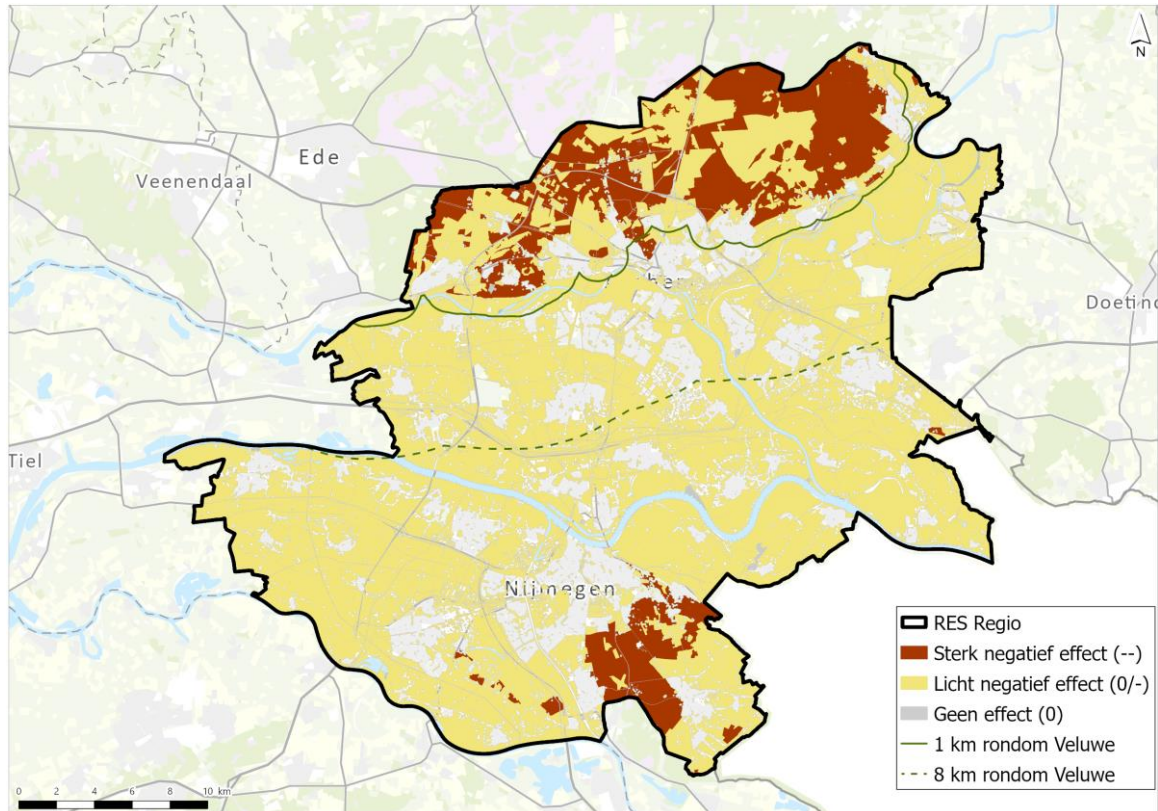 N
Ede
Veenendaal
Doetinc
Tiel
Nijmegen
RES Regio
Sterk negatief effect (--)
Licht negatief effect (0/-)
Geen effect (0)
1 km rondom Veluwe
8 km rondom Veluwe
0 2 4 6 8 10 km